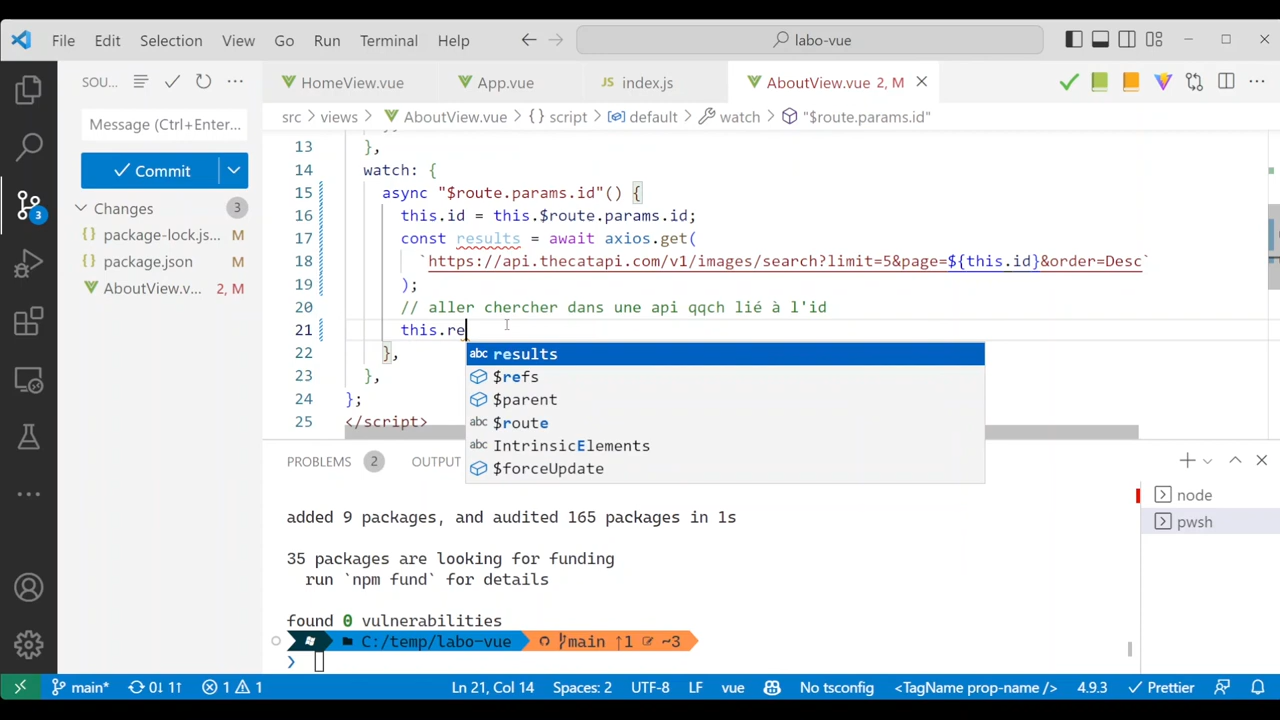 File Edit Selection View Go Run Terminal Help labo-vue
SOU... HomeView.vue App.vue JS index.js AboutView.vue 2, M
src > views > AboutView.vue > {} script > default > watch > "$route.params.id"
Message (Ctrl+Enter...
Commit
Changes 3
package-lock.js... M
package.json M
AboutView.v... 2, M
3
13 },
14 watch: {
15 async "$route.params.id"() {
16 this.id = this.$route.params.id;
17 const results = await axios.get(
18 `https://api.thecatapi.com/v1/images/search?limit=5&page=${this.id}&order=Desc`
19 );
20 // aller chercher dans une api qqch lié à l'id
21 this.re
22 },
23 },
24 };
25 </script>
abc results
$refs
$parent
abc $route
abc IntrinsicElements
$forceUpdate
PROBLEMS 2 OUTPUT
node
pwsh
added 9 packages, and audited 165 packages in 1s
35 packages are looking for funding
run `npm fund` for details
found 0 vulnerabilities
C:/temp/labo-vue main ↑1 ~3
❯
main* 0↓ 1↑ 1 1 Ln 21, Col 14 Spaces: 2 UTF-8 LF vue No tsconfig <TagName prop-name /> 4.9.3 Prettier